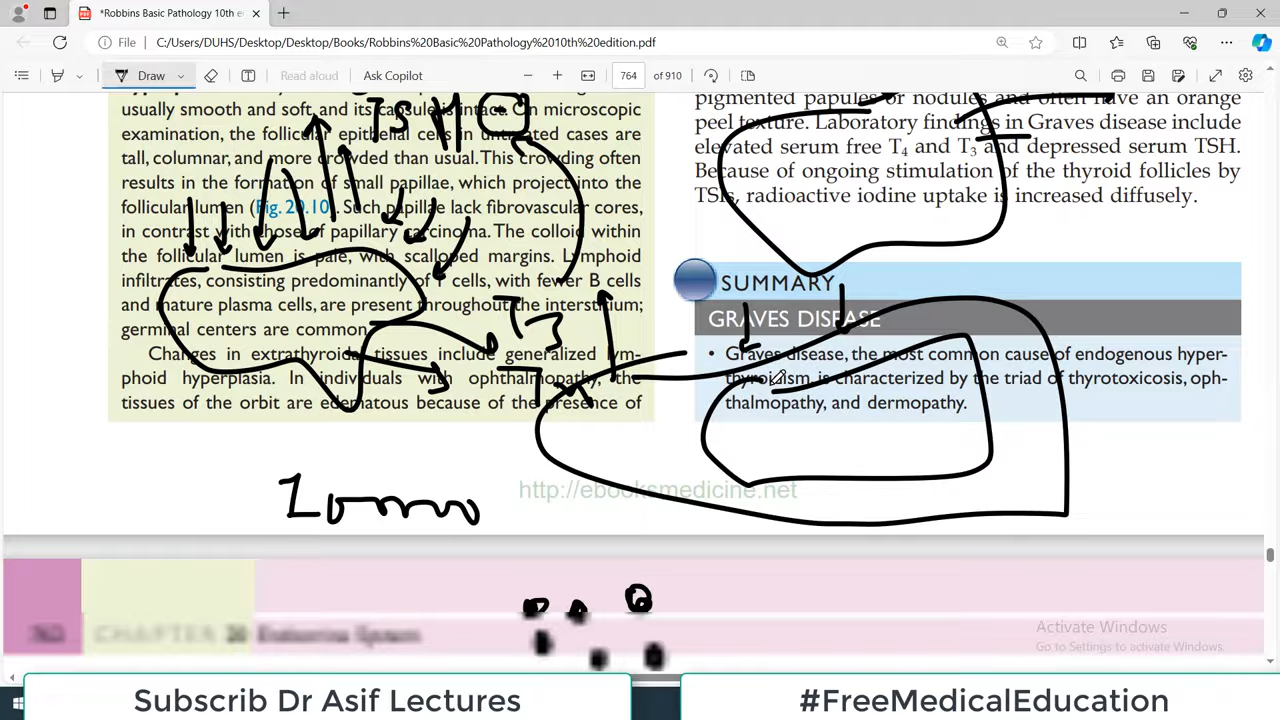 *Robbins Basic Pathology 10th e
File C:/Users/DUHS/Desktop/Desktop/Books/Robbins%20Basic%20Pathology%2010th%20edition.pdf
Draw Read aloud Ask Copilot 764 of 910
usually smooth and soft, and its capsule is intact. On microscopic
examination, the follicular epithelial cells in untreated cases are
tall, columnar, and more crowded than usual. This crowding often
results in the formation of small papillae, which project into the
follicular lumen (Fig. 20.10). Such papillae lack fibrovascular cores,
in contrast with those of papillary carcinoma. The colloid within
the follicular lumen is pale, with scalloped margins. Lymphoid
infiltrates, consisting predominantly of T cells, with fewer B cells
and mature plasma cells, are present throughout the interstitium;
germinal centers are common.
Changes in extrathyroidal tissues include generalized lym-
phoid hyperplasia. In individuals with ophthalmopathy, the
tissues of the orbit are edematous because of the presence of
TSH
T3
T4
pigmented papules or nodules and often have an orange
peel texture. Laboratory findings in Graves disease include
elevated serum free T4 and T3 and depressed serum TSH.
Because of ongoing stimulation of the thyroid follicles by
TSIs, radioactive iodine uptake is increased diffusely.
SUMMARY
GRAVES DISEASE
• Graves disease, the most common cause of endogenous hyper-
thyroidism, is characterized by the triad of thyrotoxicosis, oph-
thalmopathy, and dermopathy.
http://ebooksmedicine.net
CHAPTER 20 Endocrine System
Activate Windows
Go to Settings to activate Windows.
Subscrib Dr Asif Lectures
#FreeMedicalEducation